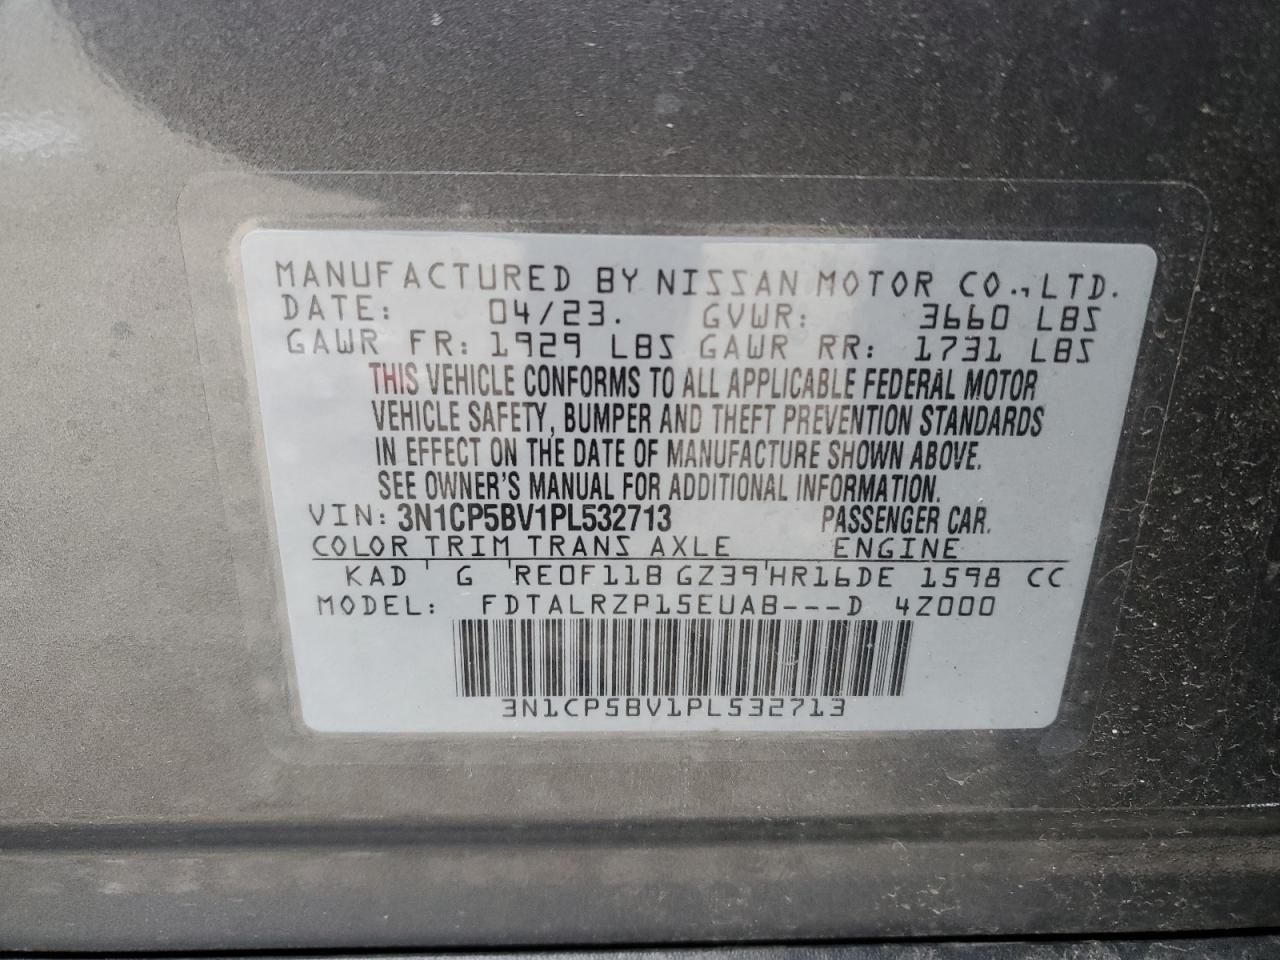 MANUFACTURED BY NISSAN MOTOR CO., LTD.
DATE: 04/23. GVWR: 3660 LBS
GAWR FR: 1929 LBS GAWR RR: 1731 LBS
THIS VEHICLE CONFORMS TO ALL APPLICABLE FEDERAL MOTOR
VEHICLE SAFETY, BUMPER AND THEFT PREVENTION STANDARDS
IN EFFECT ON THE DATE OF MANUFACTURE SHOWN ABOVE.
SEE OWNER'S MANUAL FOR ADDITIONAL INFORMATION.
VIN: 3N1CP5BV1PL532713 PASSENGER CAR.
COLOR TRIM TRANS AXLE ENGINE
KAD G RE0F11B GZ39 HR16DE 1598 CC
MODEL: FDTALRZP15EUAB---D 4Z000
3N1CP5BV1PL532713